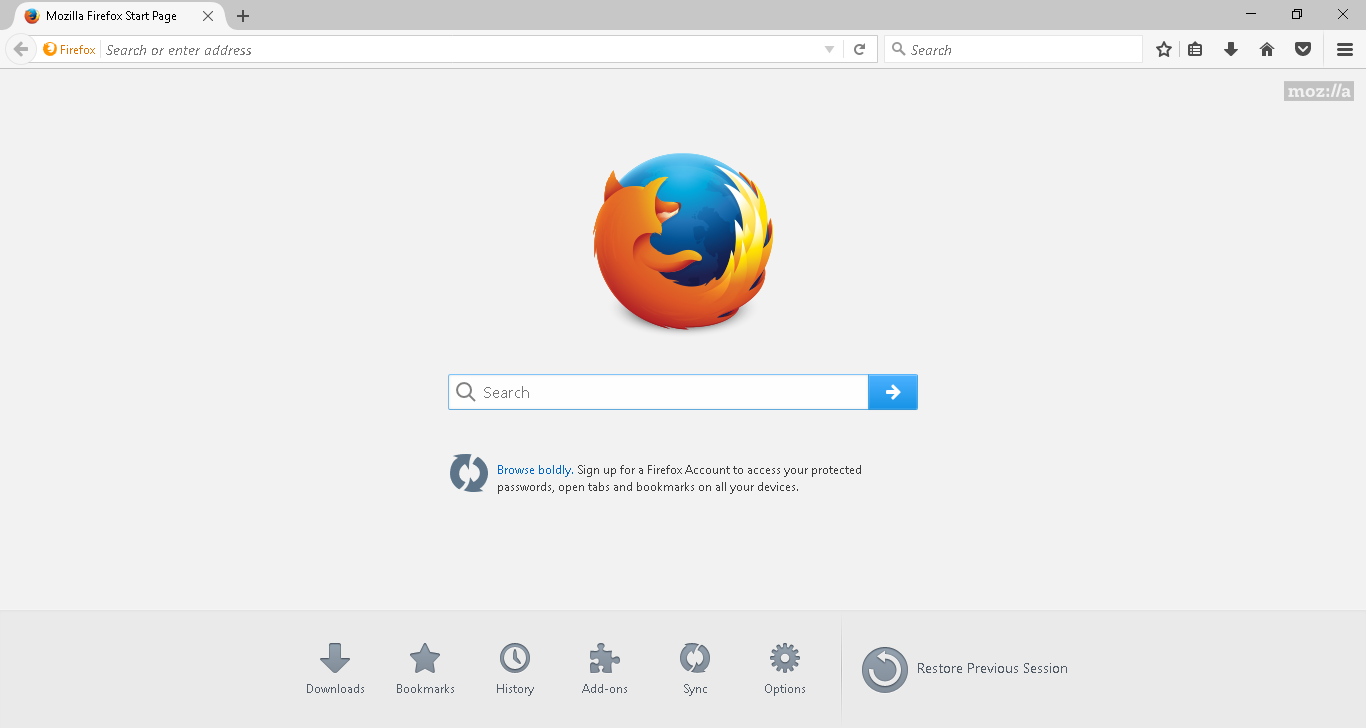 Mozilla Firefox Start Page
Firefox
Search or enter address
Search
moz://a
Search
Browse boldly. Sign up for a Firefox Account to access your protected
passwords, open tabs and bookmarks on all your devices.
Downloads
Bookmarks
History
Add-ons
Sync
Options
Restore Previous Session